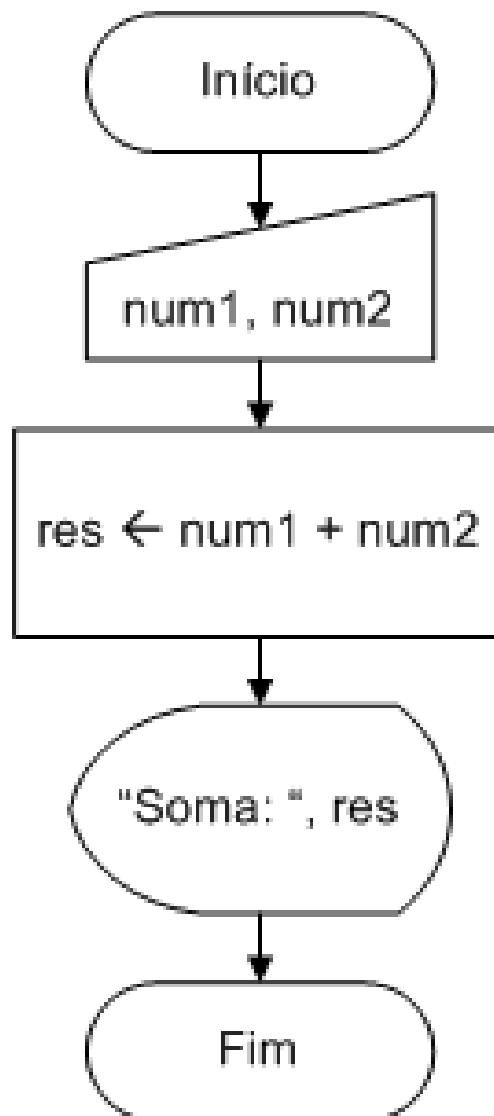 Início
num1, num2
res ← num1 + num2
“Soma: “, res
Fim